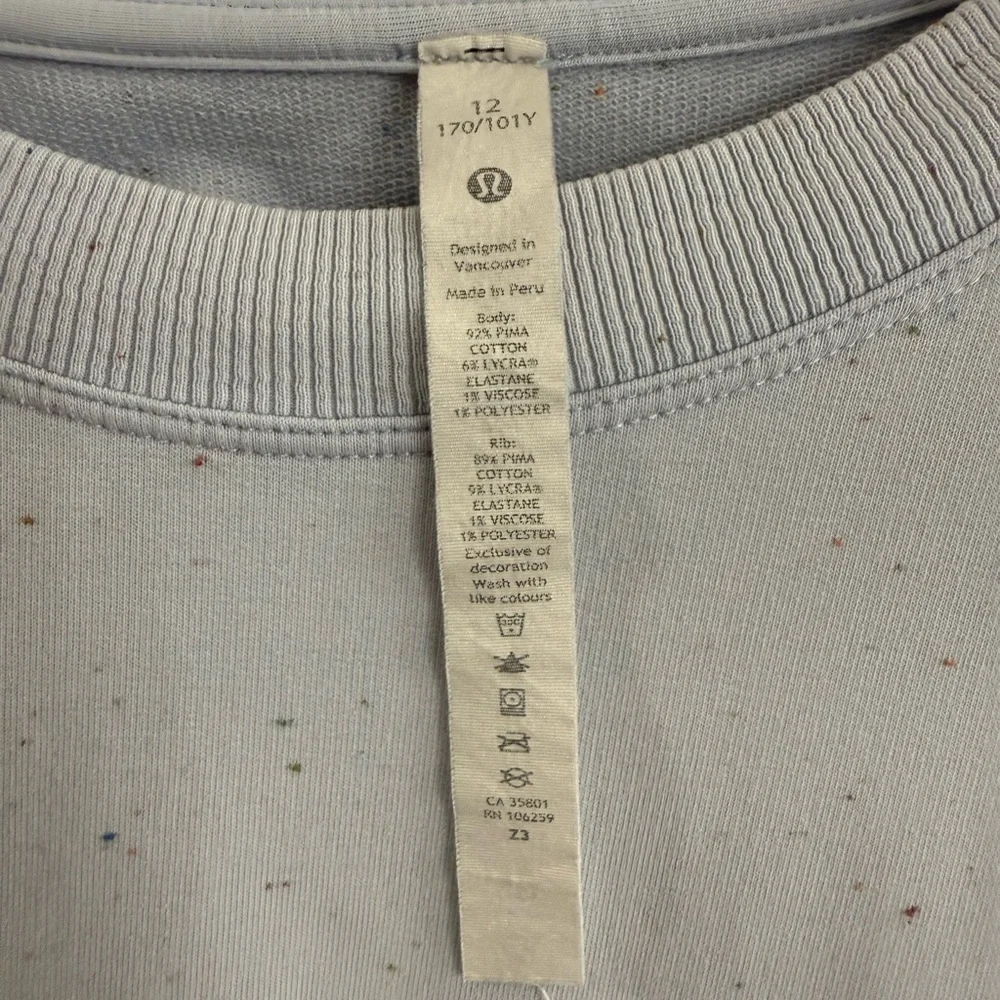 12
170/101Y
Designed in
Vancouver
Made in Peru
Body:
92% PIMA
COTTON
6% LYCRA®
ELASTANE
1% VISCOSE
1% POLYESTER
Rib:
89% PIMA
COTTON
9% LYCRA®
ELASTANE
1% VISCOSE
1% POLYESTER
Exclusive of
decoration
Wash with
like colours
30C
CA 35801
RN 106259
Z3